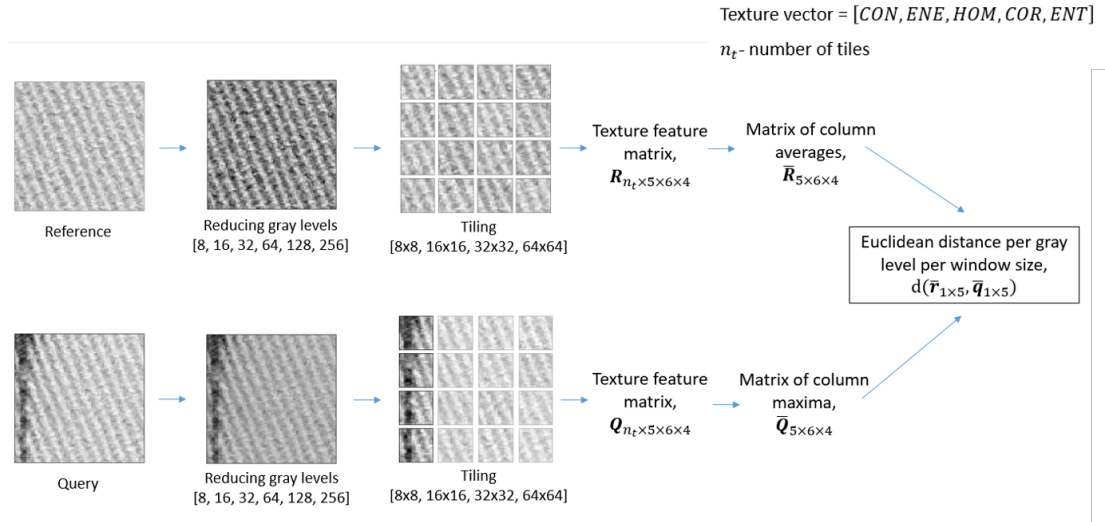 Texture vector = [CON, ENE, HOM, COR, ENT]
n_t- number of tiles
Reference
Reducing gray levels
[8, 16, 32, 64, 128, 256]
Tiling
[8x8, 16x16, 32x32, 64x64]
Texture feature
matrix,
R_{n_t×5×6×4}
Matrix of column
averages,
R̅_{5×6×4}
Euclidean distance per gray
level per window size,
d(r̅_{1×5}, q̅_{1×5})
Query
Reducing gray levels
[8, 16, 32, 64, 128, 256]
Tiling
[8x8, 16x16, 32x32, 64x64]
Texture feature
matrix,
Q_{n_t×5×6×4}
Matrix of column
maxima,
Q̅_{5×6×4}